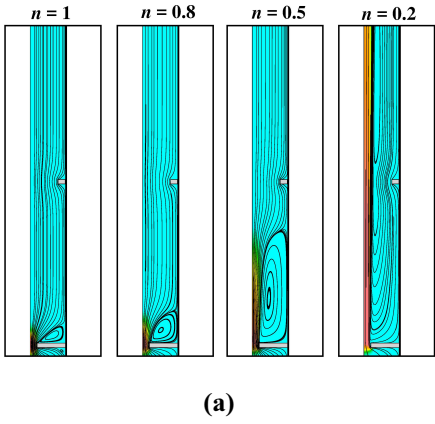 n = 1
n = 0.8
n = 0.5
n = 0.2
(a)